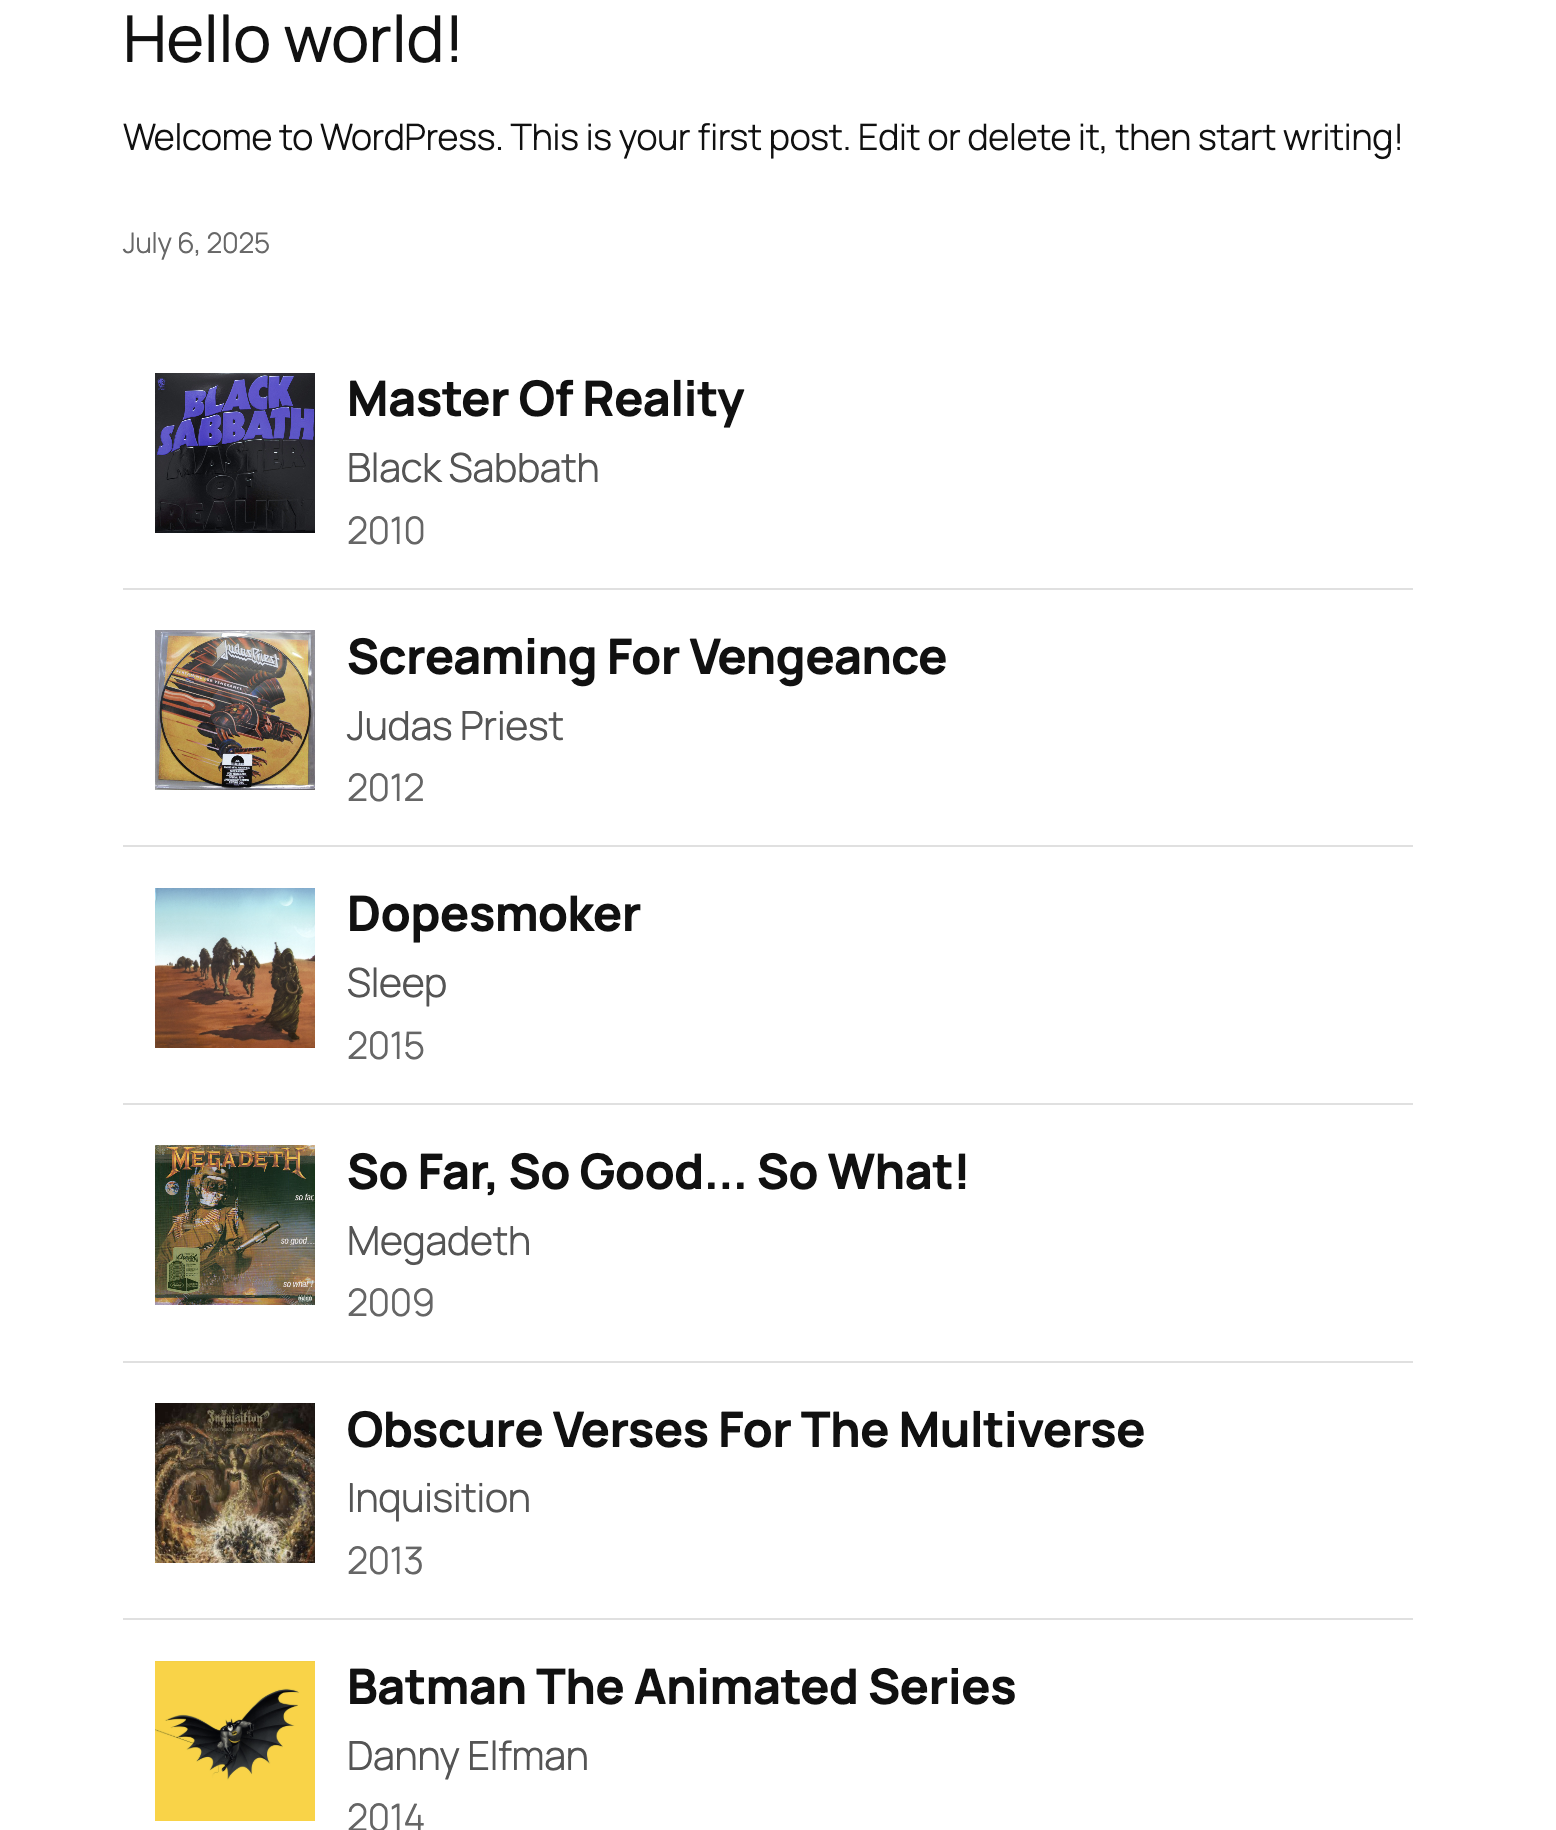 Hello world!
Welcome to WordPress. This is your first post. Edit or delete it, then start writing!
July 6, 2025
BLACK
SABBATH
MASTER
OF
REALITY
Master Of Reality
Black Sabbath
2010
Judas Priest
Screaming For Vengeance
Judas Priest
2012
Dopesmoker
Sleep
2015
MEGADETH
so far,
so good...
so what!
So Far, So Good... So What!
Megadeth
2009
Inquisition
Obscure Verses For The Multiverse
Inquisition
2013
Batman The Animated Series
Danny Elfman
2014